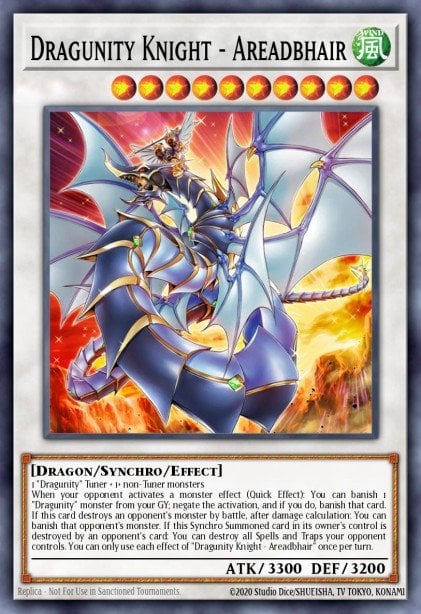 DRAGUNITY KNIGHT - AREADBHAIR
WIND
風
[DRAGON/SYNCHRO/EFFECT]
1 "Dragunity" Tuner + 1+ non-Tuner monsters
When your opponent activates a monster effect (Quick Effect): You can banish 1
"Dragunity" monster from your GY; negate the activation, and if you do, banish that card.
If this card destroys an opponent's monster by battle, after damage calculation: You can
banish that opponent's monster. If this Synchro Summoned card in its owner's control is
destroyed by an opponent's card: You can destroy all Spells and Traps your opponent
controls. You can only use each effect of "Dragunity Knight - Areadbhair" once per turn.
ATK/ 3300 DEF/ 3200
Replica - Not For Use in Sanctioned Tournaments.
©2020 Studio Dice/SHUEISHA, TV TOKYO, KONAMI